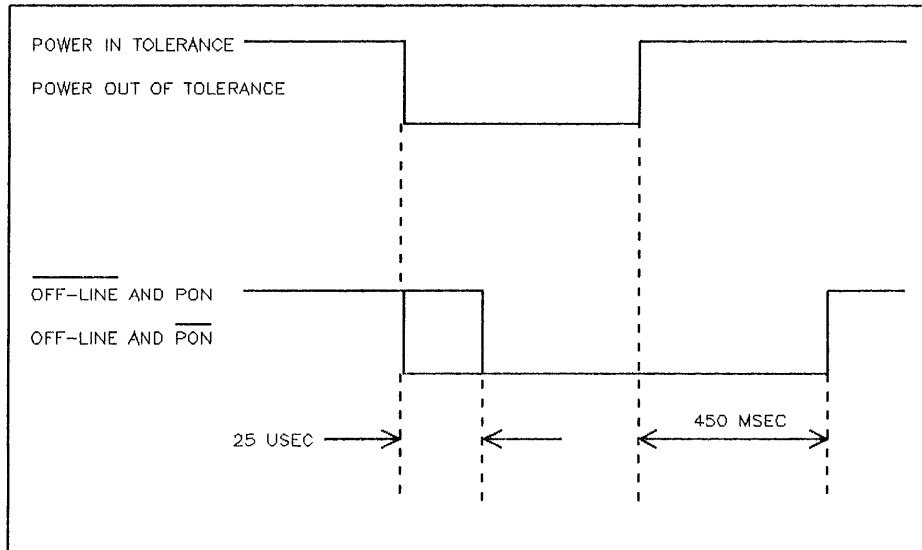 POWER IN TOLERANCE
POWER OUT OF TOLERANCE
OFF-LINE AND PON
OFF-LINE AND PON
25 USEC
450 MSEC